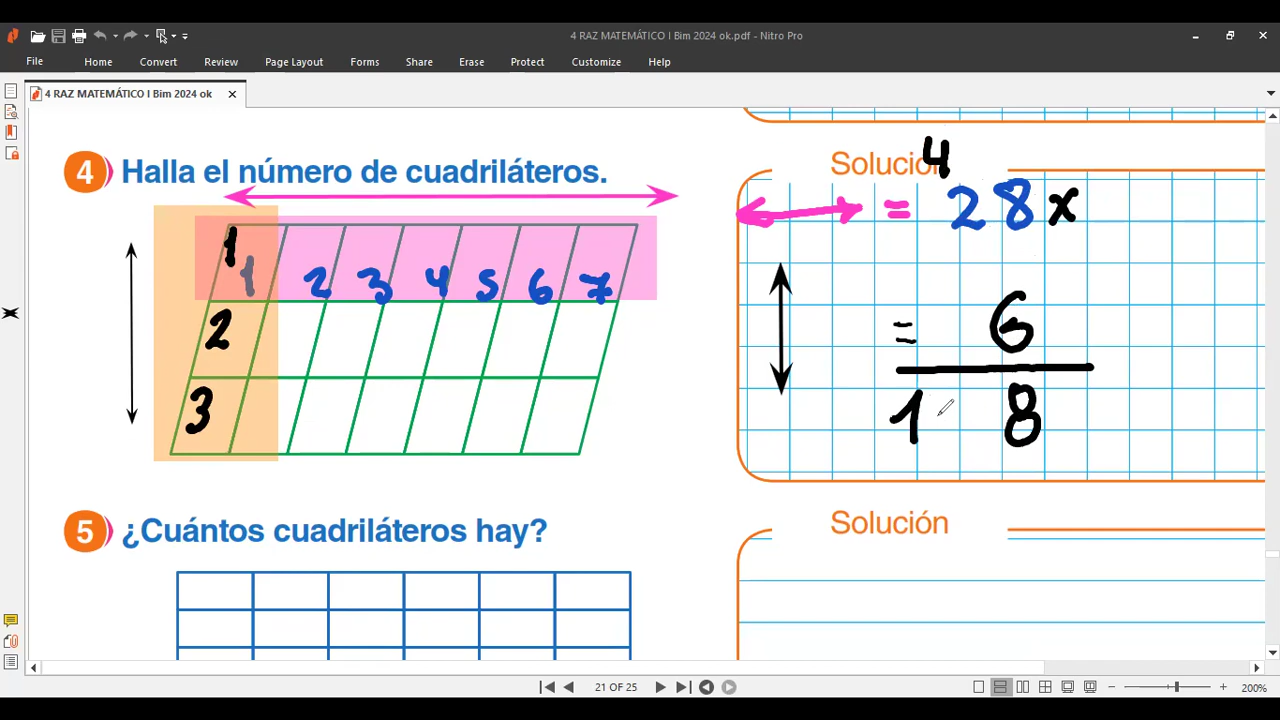 4 RAZ MATEMÁTICO I Bim 2024 ok.pdf - Nitro Pro
File Home Convert Review Page Layout Forms Share Erase Protect Customize Help
4 RAZ MATEMÁTICO I Bim 2024 ok
4 Halla el número de cuadriláteros.
1
1 2 3 4 5 6 7
2
3
Solución
4
= 28 x
= 6
1 8
5 ¿Cuántos cuadriláteros hay?
Solución
21 OF 25
200%